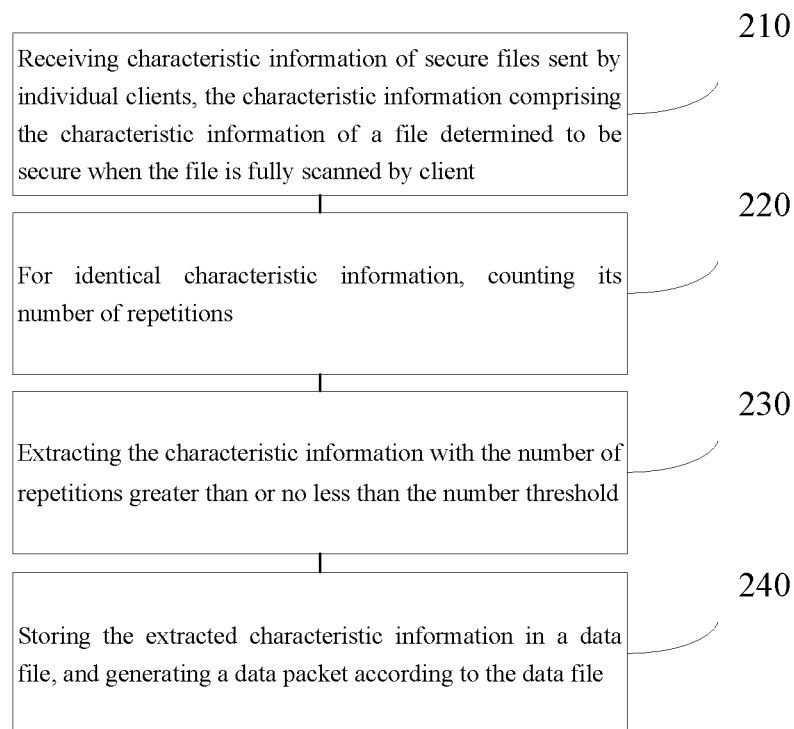 210
Receiving characteristic information of secure files sent by
individual clients, the characteristic information comprising
the characteristic information of a file determined to be
secure when the file is fully scanned by client
220
For identical characteristic information, counting its
number of repetitions
230
Extracting the characteristic information with the number of
repetitions greater than or no less than the number threshold
240
Storing the extracted characteristic information in a data
file, and generating a data packet according to the data file